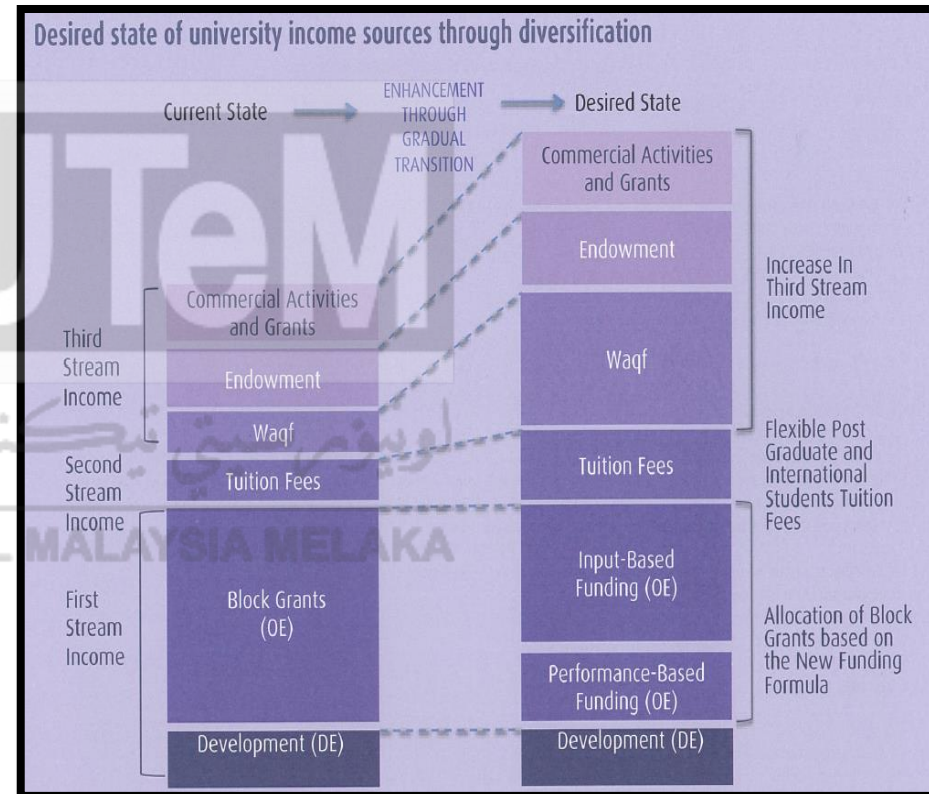 Desired state of university income sources through diversification
Current State
ENHANCEMENT
THROUGH
GRADUAL
TRANSITION
Desired State
Third
Stream
Income
Second
Stream
Income
First
Stream
Income
Commercial Activities
and Grants
Endowment
Waqf
Tuition Fees
Block Grants
(OE)
Development (DE)
Commercial Activities
and Grants
Endowment
Waqf
Tuition Fees
Input-Based
Funding (OE)
Performance-Based
Funding (OE)
Development (DE)
Increase In
Third Stream
Income
Flexible Post
Graduate and
International
Students Tuition
Fees
Allocation of Block
Grants based on
the New Funding
Formula
UTeM
MALAYSIA MELAKA